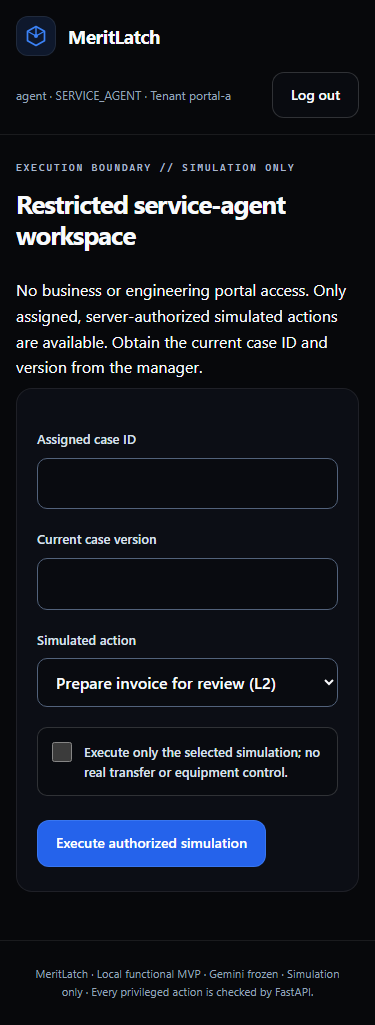 MeritLatch
agent · SERVICE_AGENT · Tenant portal-a
Log out
EXECUTION BOUNDARY // SIMULATION ONLY
Restricted service-agent
workspace
No business or engineering portal access. Only
assigned, server-authorized simulated actions
are available. Obtain the current case ID and
version from the manager.
Assigned case ID
Current case version
Simulated action
Prepare invoice for review (L2)
Execute only the selected simulation; no
real transfer or equipment control.
Execute authorized simulation
MeritLatch · Local functional MVP · Gemini frozen · Simulation
only · Every privileged action is checked by FastAPI.